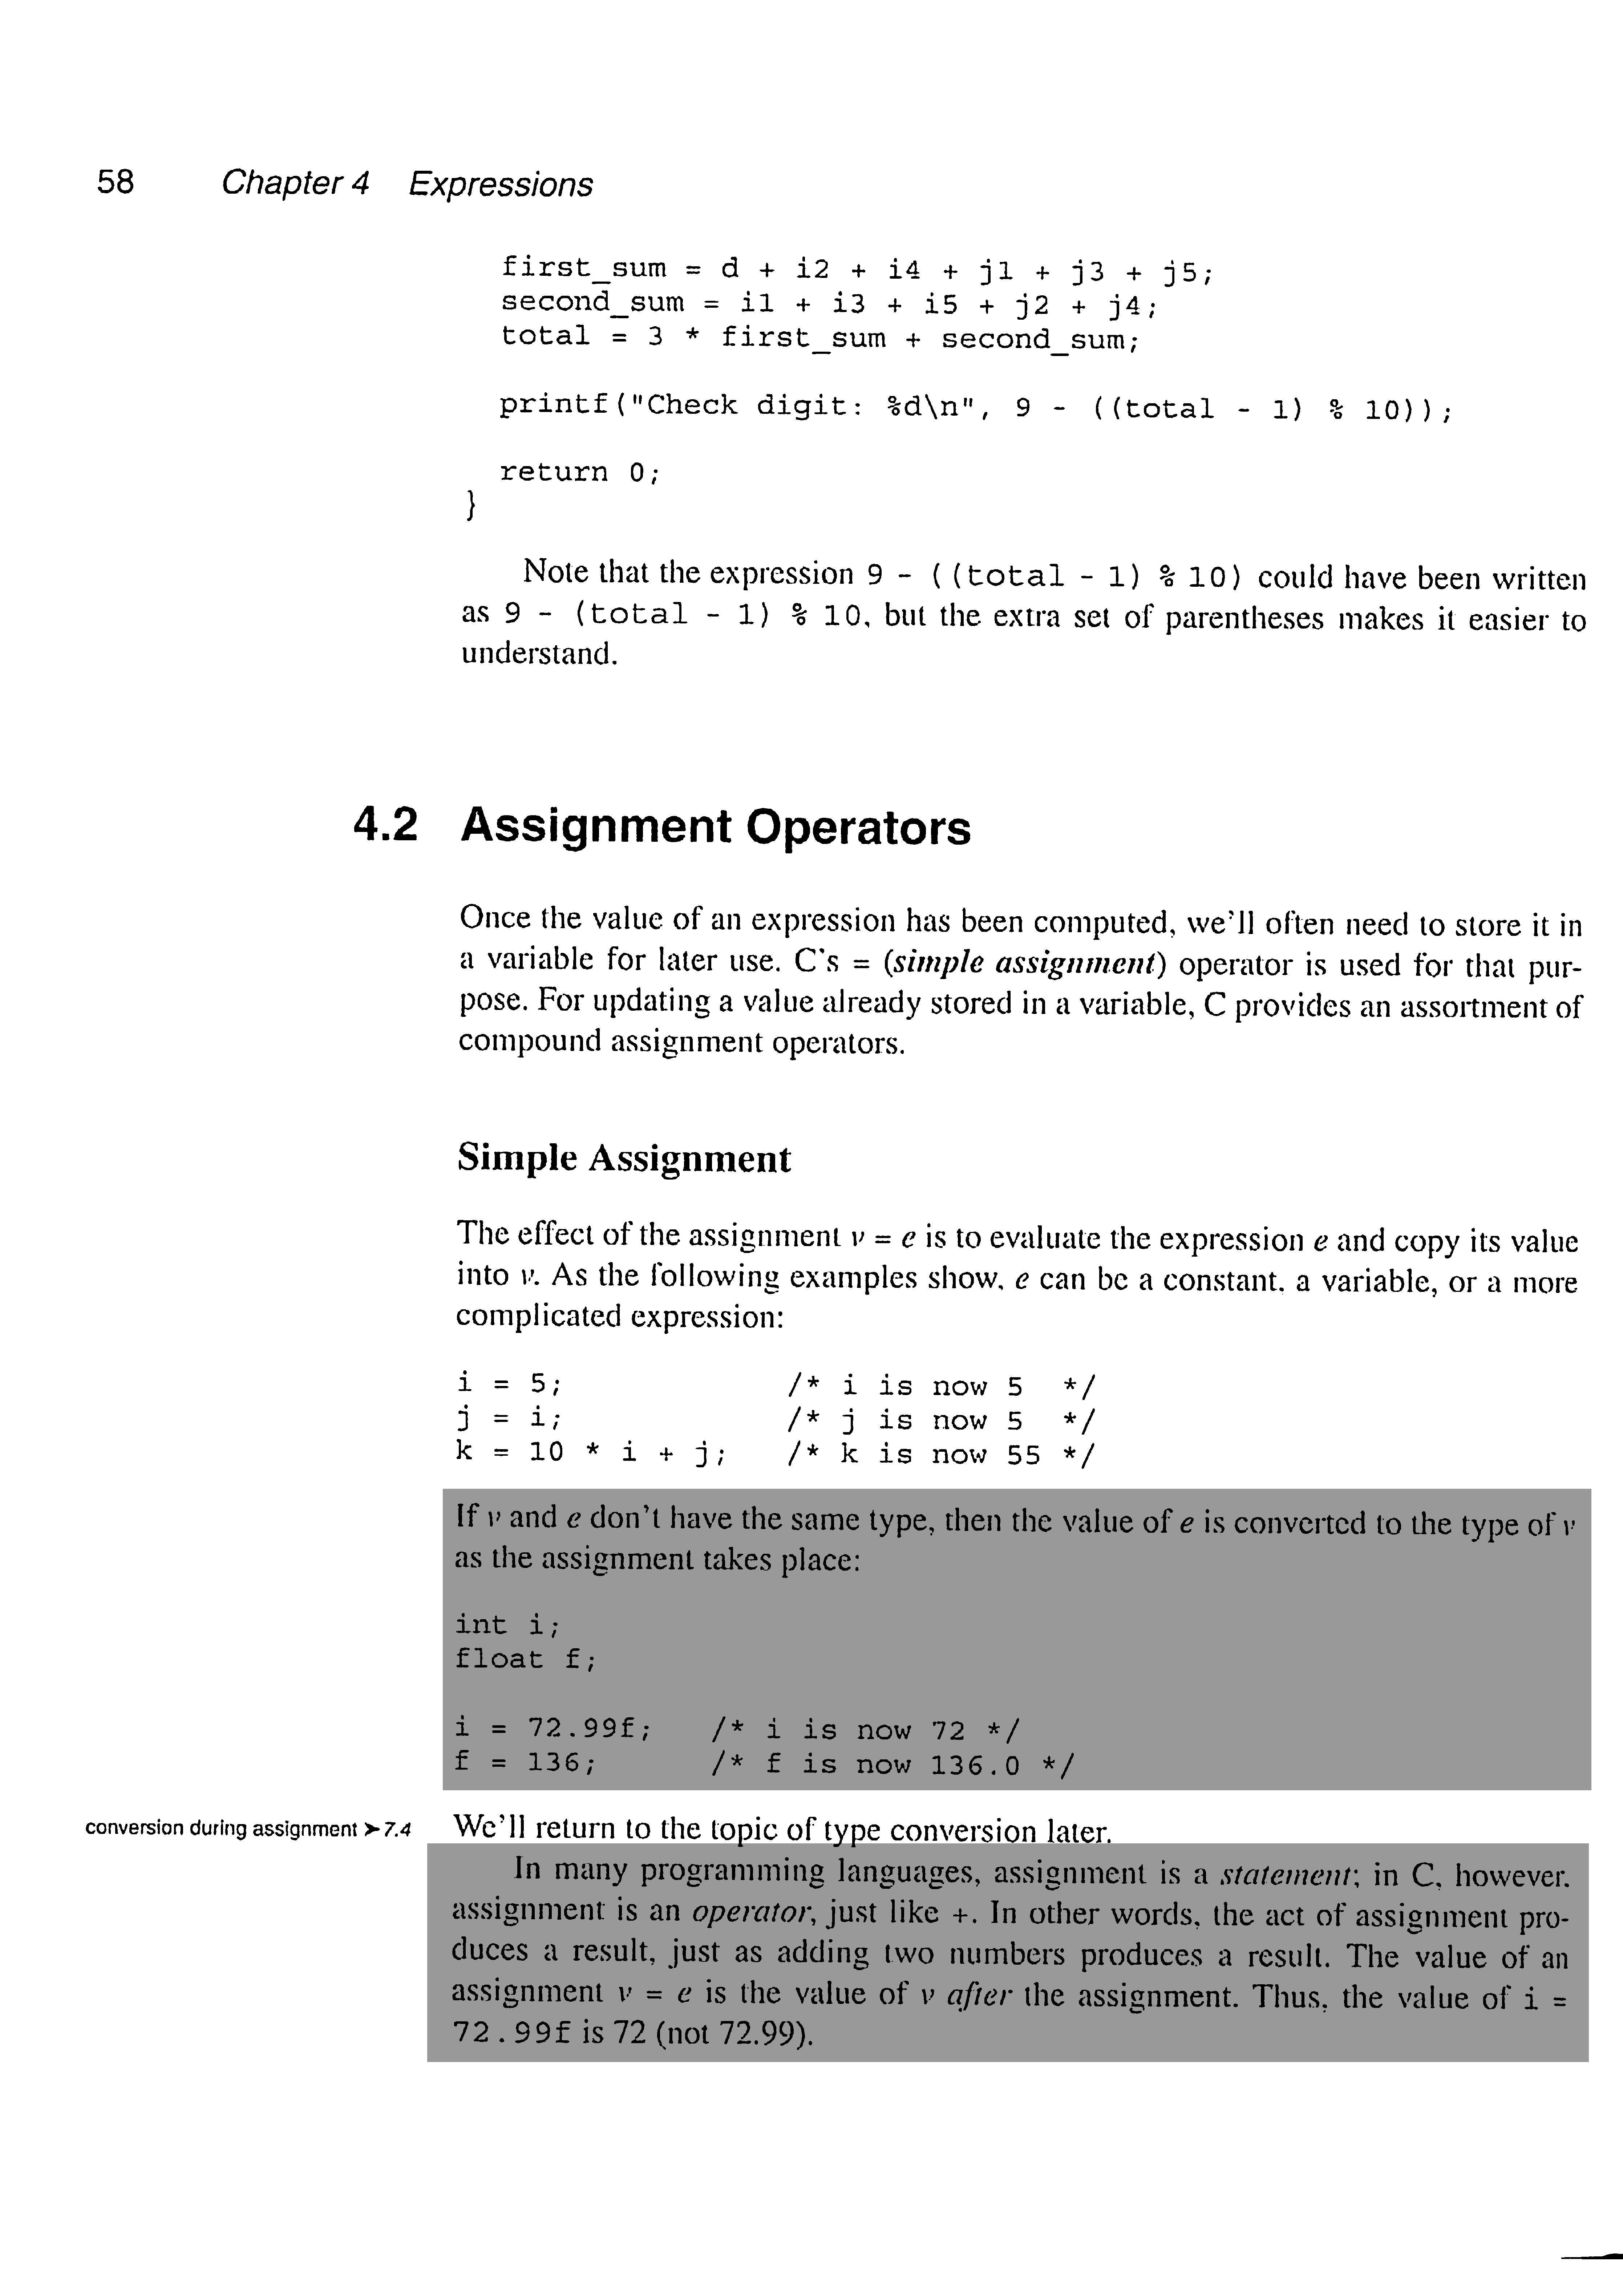 58 Chapter 4 Expressions
first_sum = d + i2 + i4 + j1 + j3 + j5;
second_sum = i1 + i3 + i5 + j2 + j4;
total = 3 * first_sum + second_sum;
printf("Check digit: %d\n", 9 - ((total - 1) % 10));
return 0;
}
Note that the expression 9 - ((total - 1) % 10) could have been written
as 9 - (total - 1) % 10, but the extra set of parentheses makes it easier to
understand.
4.2 Assignment Operators
Once the value of an expression has been computed, we'll often need to store it in
a variable for later use. C's = (simple assignment) operator is used for that pur-
pose. For updating a value already stored in a variable, C provides an assortment of
compound assignment operators.
Simple Assignment
The effect of the assignment v = e is to evaluate the expression e and copy its value
into v. As the following examples show, e can be a constant, a variable, or a more
complicated expression:
i = 5; /* i is now 5 */
j = i; /* j is now 5 */
k = 10 * i + j; /* k is now 55 */
If v and e don't have the same type, then the value of e is converted to the type of v
as the assignment takes place:
int i;
float f;
i = 72.99f; /* i is now 72 */
f = 136; /* f is now 136.0 */
conversion during assignment ➤ 7.4 We'll return to the topic of type conversion later.
In many programming languages, assignment is a statement; in C, however,
assignment is an operator, just like +. In other words, the act of assignment pro-
duces a result, just as adding two numbers produces a result. The value of an
assignment v = e is the value of v after the assignment. Thus, the value of i =
72.99f is 72 (not 72.99).